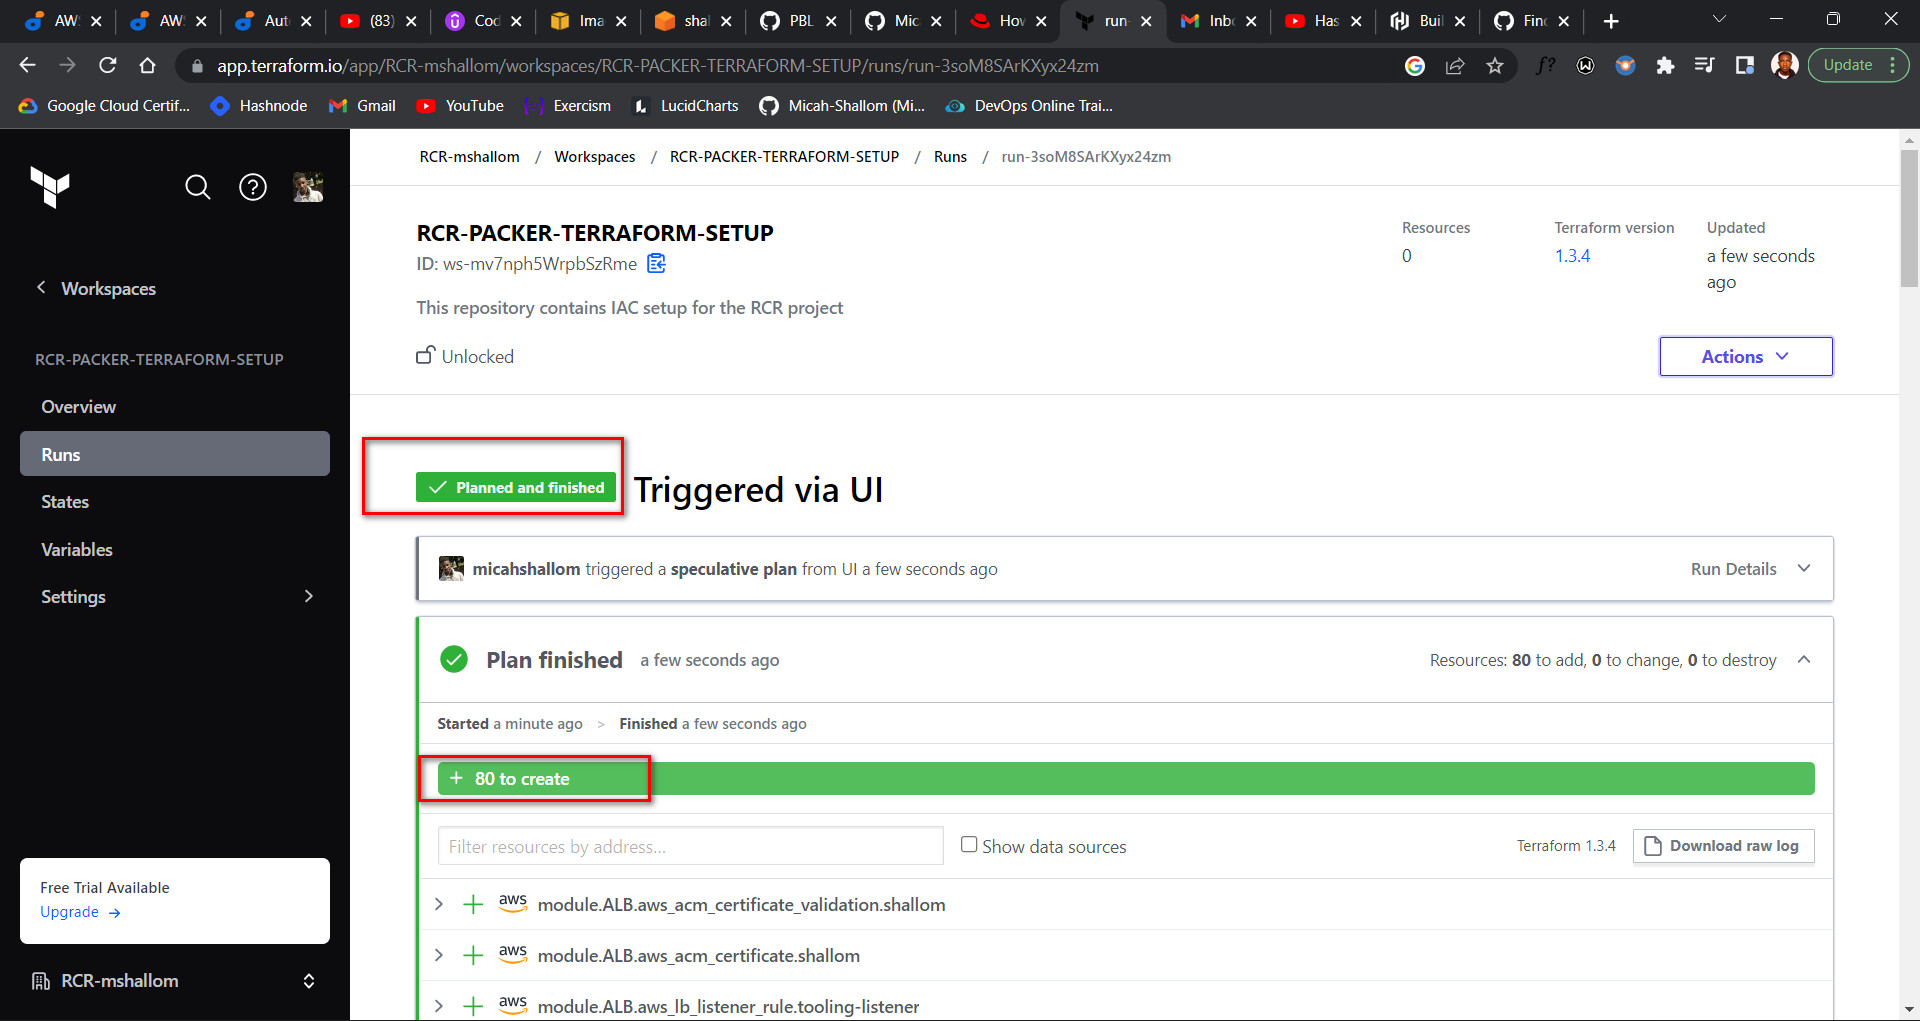 AW
AW
Aut
(83)
Cod
Ima
shal
PBL
Mic
How
run-
Inb
Has
Buil
Find
app.terraform.io/app/RCR-mshallom/workspaces/RCR-PACKER-TERRAFORM-SETUP/runs/run-3soM8SArKXyx24zm
f?
Update
Google Cloud Certif...
Hashnode
Gmail
YouTube
Exercism
LucidCharts
Micah-Shallom (Mi...
DevOps Online Trai...
RCR-mshallom / Workspaces / RCR-PACKER-TERRAFORM-SETUP / Runs / run-3soM8SArKXyx24zm
Workspaces
RCR-PACKER-TERRAFORM-SETUP
Overview
Runs
States
Variables
Settings
Free Trial Available
Upgrade →
RCR-mshallom
RCR-PACKER-TERRAFORM-SETUP
ID: ws-mv7nph5WrpbSzRme
This repository contains IAC setup for the RCR project
Unlocked
Resources
0
Terraform version
1.3.4
Updated
a few seconds
ago
Actions
Planned and finished
Triggered via UI
micahshallom triggered a speculative plan from UI a few seconds ago
Run Details
Plan finished a few seconds ago
Resources: 80 to add, 0 to change, 0 to destroy
Started a minute ago > Finished a few seconds ago
+ 80 to create
Filter resources by address...
Show data sources
Terraform 1.3.4
Download raw log
aws module.ALB.aws_acm_certificate_validation.shallom
aws module.ALB.aws_acm_certificate.shallom
aws module.ALB.aws_lb_listener_rule.tooling-listener